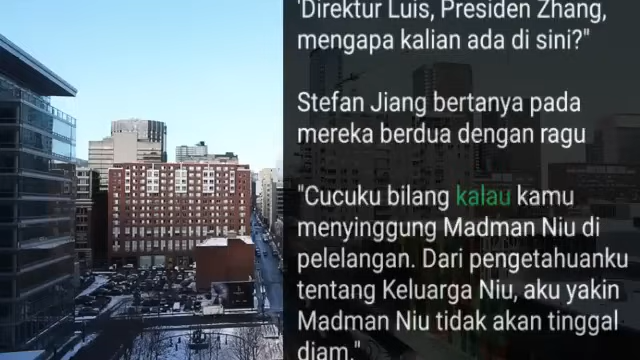 'Direktur Luis, Presiden Zhang,
mengapa kalian ada di sini?"
Stefan Jiang bertanya pada
mereka berdua dengan ragu
"Cucuku bilang kalau kamu
menyinggung Madman Niu di
pelelangan. Dari pengetahuanku
tentang Keluarga Niu, aku yakin
Madman Niu tidak akan tinggal
diam."